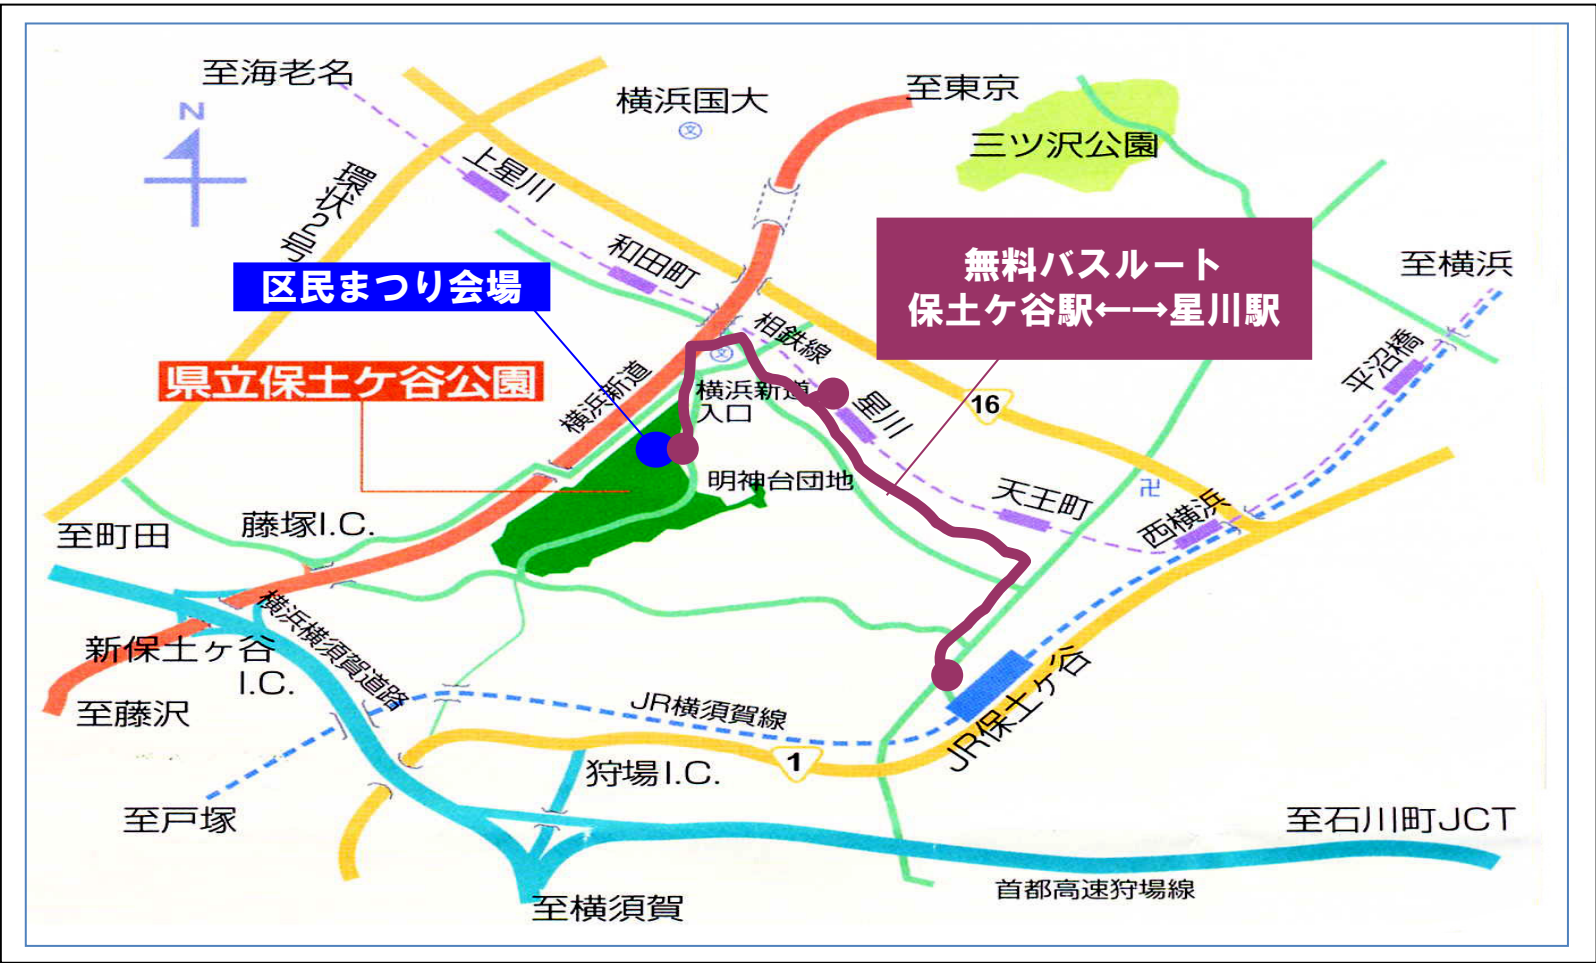 至海老名
横浜国大
至東京
三ツ沢公園
N
文
上星川
環状2号
和田町
区民まつり会場
無料バスルート
保土ケ谷駅←→星川駅
至横浜
相鉄線
文
平沼橋
県立保土ケ谷公園
横浜新道
横浜新道
入口
星川
16
明神台団地
天王町
卍
西横浜
至町田
藤塚I.C.
横浜横須賀道路
新保土ヶ谷
I.C.
至藤沢
JR横須賀線
JR保土ヶ谷
1
狩場I.C.
至戸塚
至石川町JCT
首都高速狩場線
至横須賀